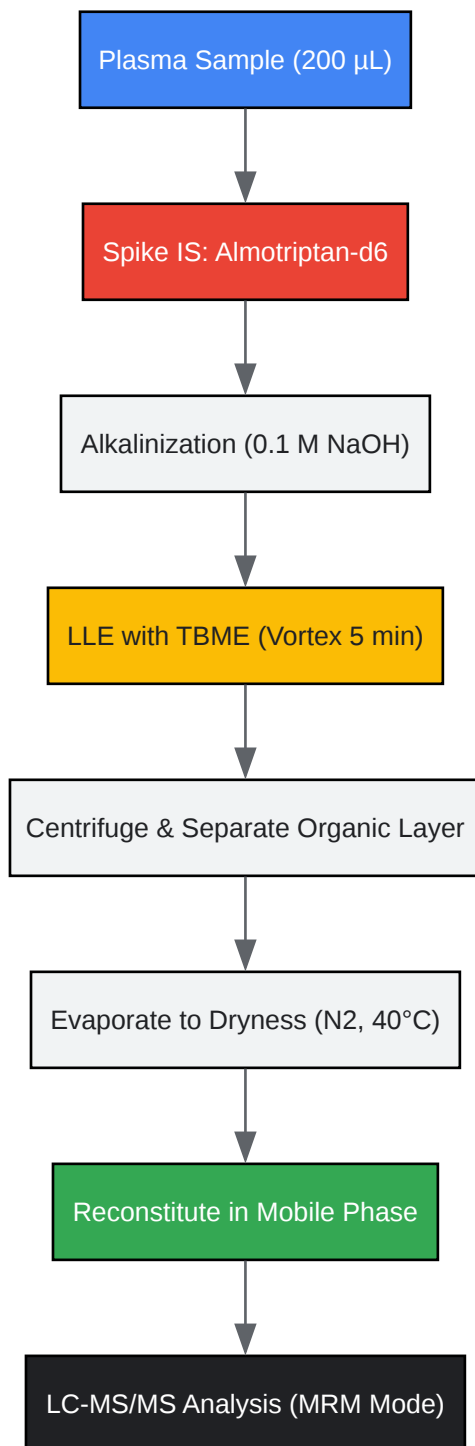 Plasma Sample (200 µL)
Spike IS: Almotriptan-d6
Alkalinization (0.1 M NaOH)
LLE with TBME (Vortex 5 min)
Centrifuge & Separate Organic Layer
Evaporate to Dryness (N2, 40°C)
Reconstitute in Mobile Phase
LC-MS/MS Analysis (MRM Mode)